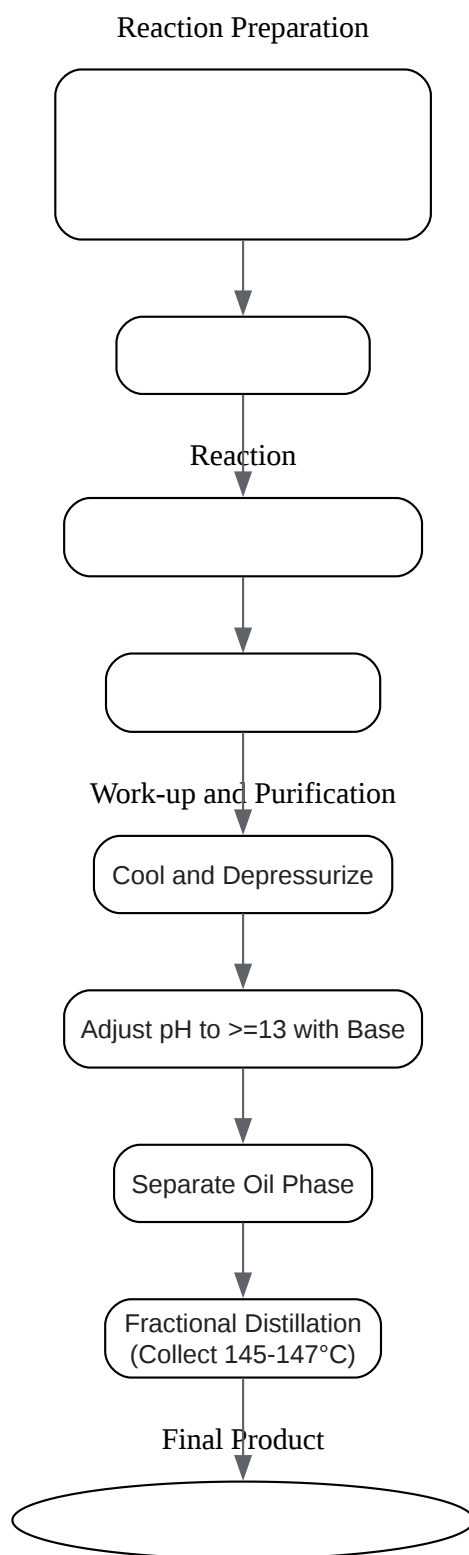 Reaction Preparation
Reaction
Work-up and Purification
Cool and Depressurize
Adjust pH to >=13 with Base
Separate Oil Phase
Fractional Distillation
(Collect 145-147°C)
Final Product